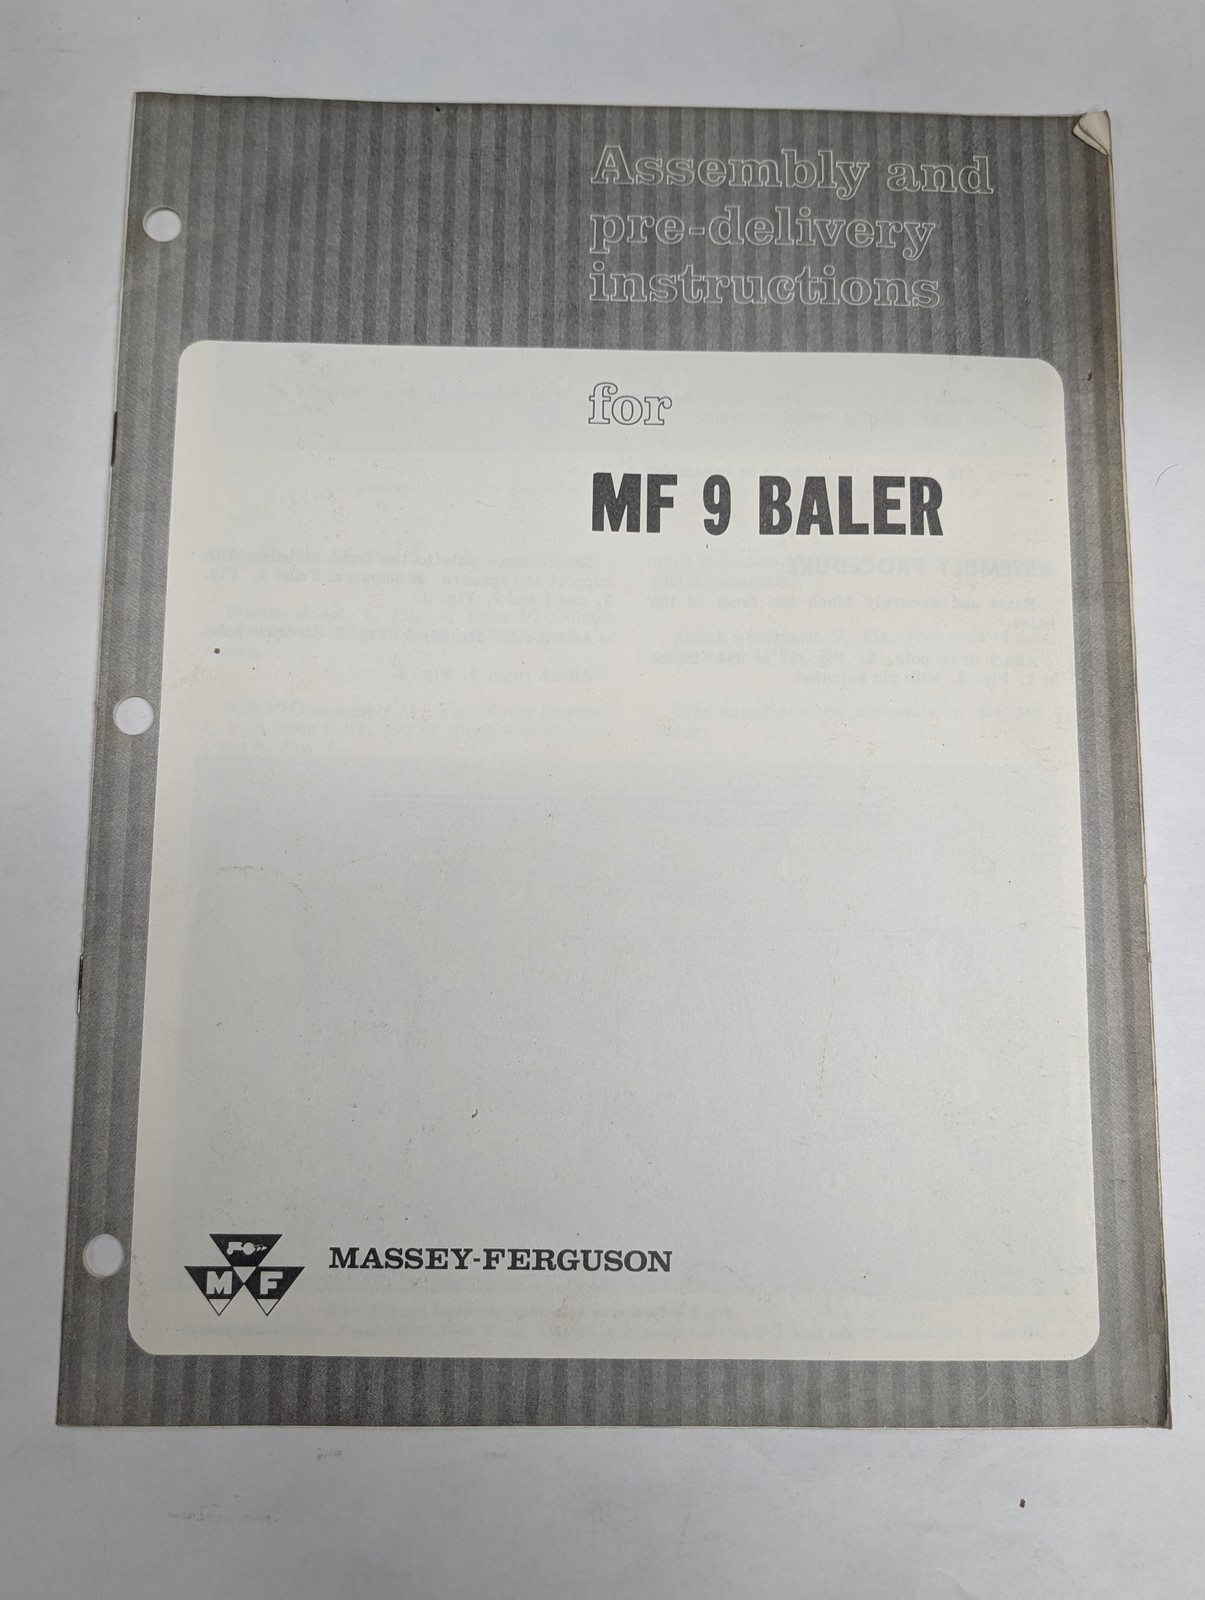 Assembly and
pre-delivery
instructions
for
MF 9 BALER
M F
MASSEY-FERGUSON